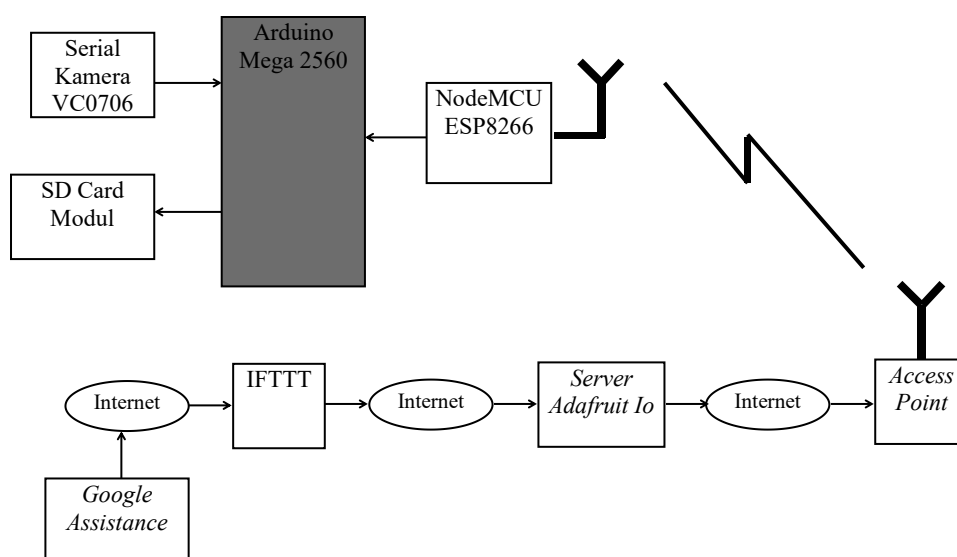 Serial
Kamera
VC0706
Arduino
Mega 2560
NodeMCU
ESP8266
SD Card
Modul
Internet
IFTTT
Internet
Server
Adafruit Io
Internet
Access
Point
Google
Assistance